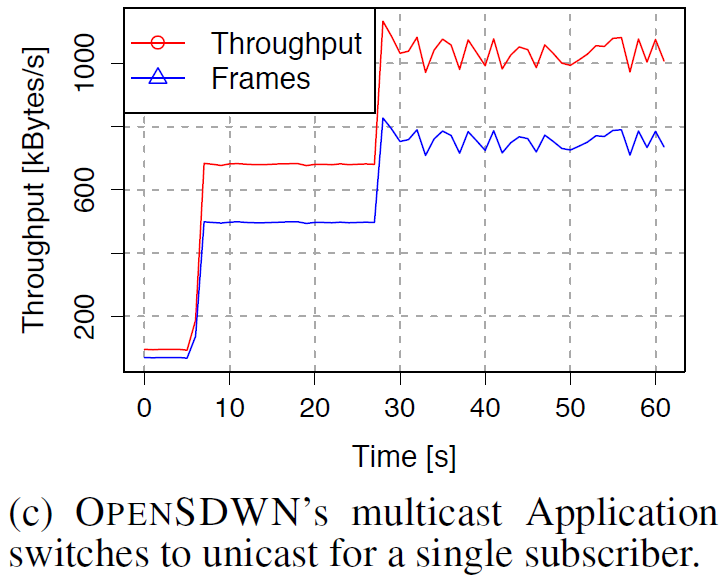 Throughput
Frames
Throughput [kBytes/s]
1000
600
200
0 10 20 30 40 50 60
Time [s]
(c) OPENSDWN's multicast Application
switches to unicast for a single subscriber.